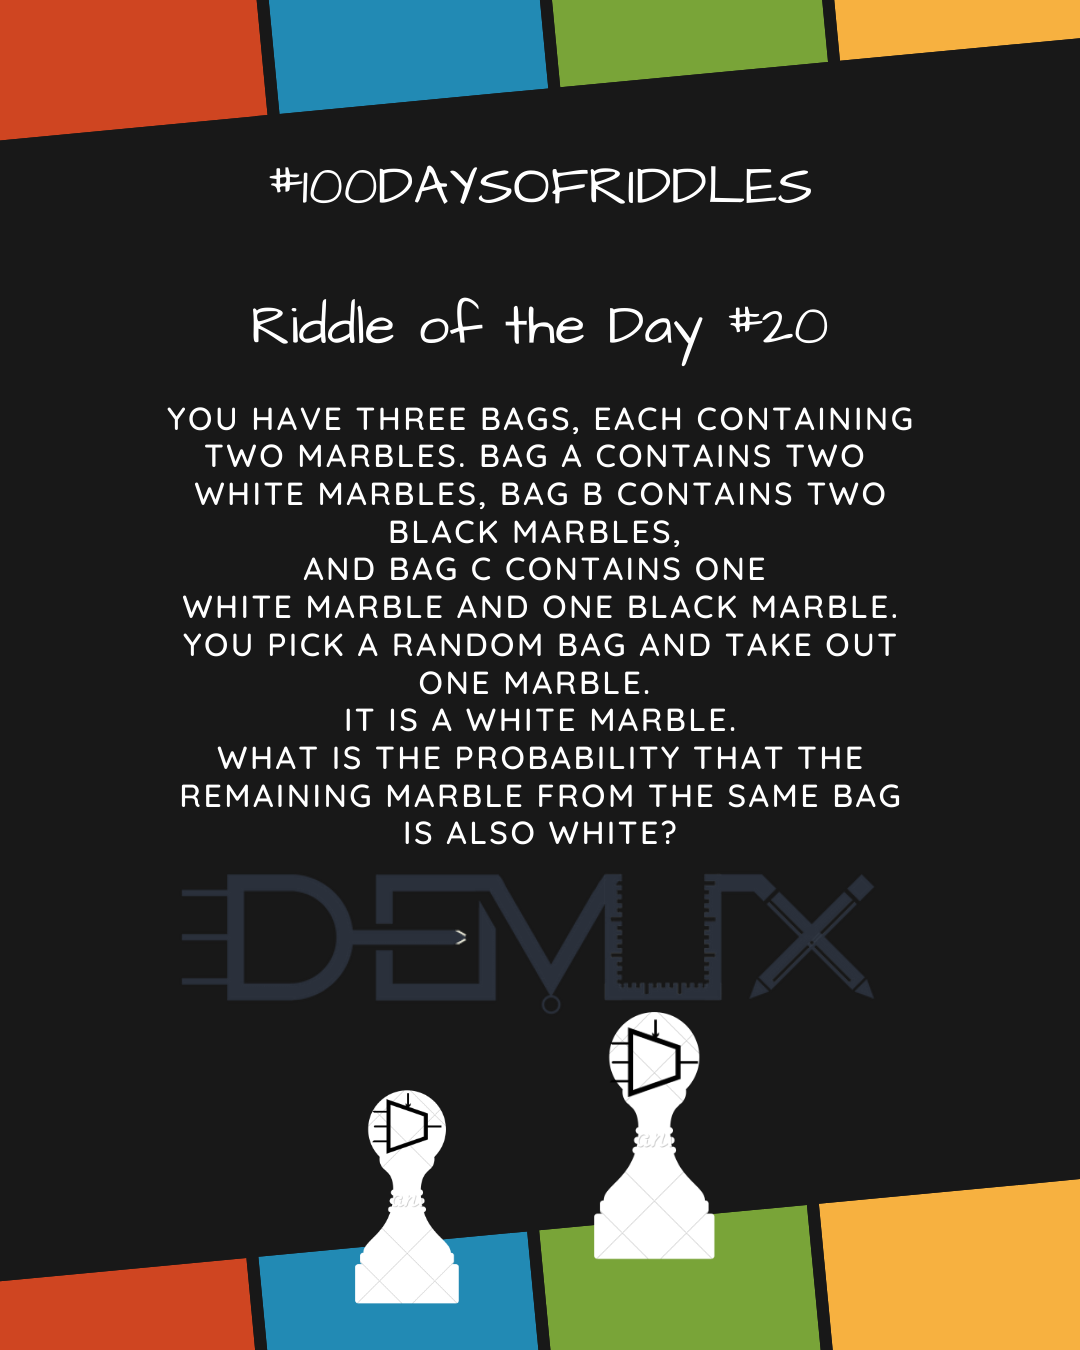 #100DAYSOFRIDDLES
Riddle of the Day #20
YOU HAVE THREE BAGS, EACH CONTAINING
TWO MARBLES. BAG A CONTAINS TWO
WHITE MARBLES, BAG B CONTAINS TWO
BLACK MARBLES,
AND BAG C CONTAINS ONE
WHITE MARBLE AND ONE BLACK MARBLE.
YOU PICK A RANDOM BAG AND TAKE OUT
ONE MARBLE.
IT IS A WHITE MARBLE.
WHAT IS THE PROBABILITY THAT THE
REMAINING MARBLE FROM THE SAME BAG
IS ALSO WHITE?
DEMUX